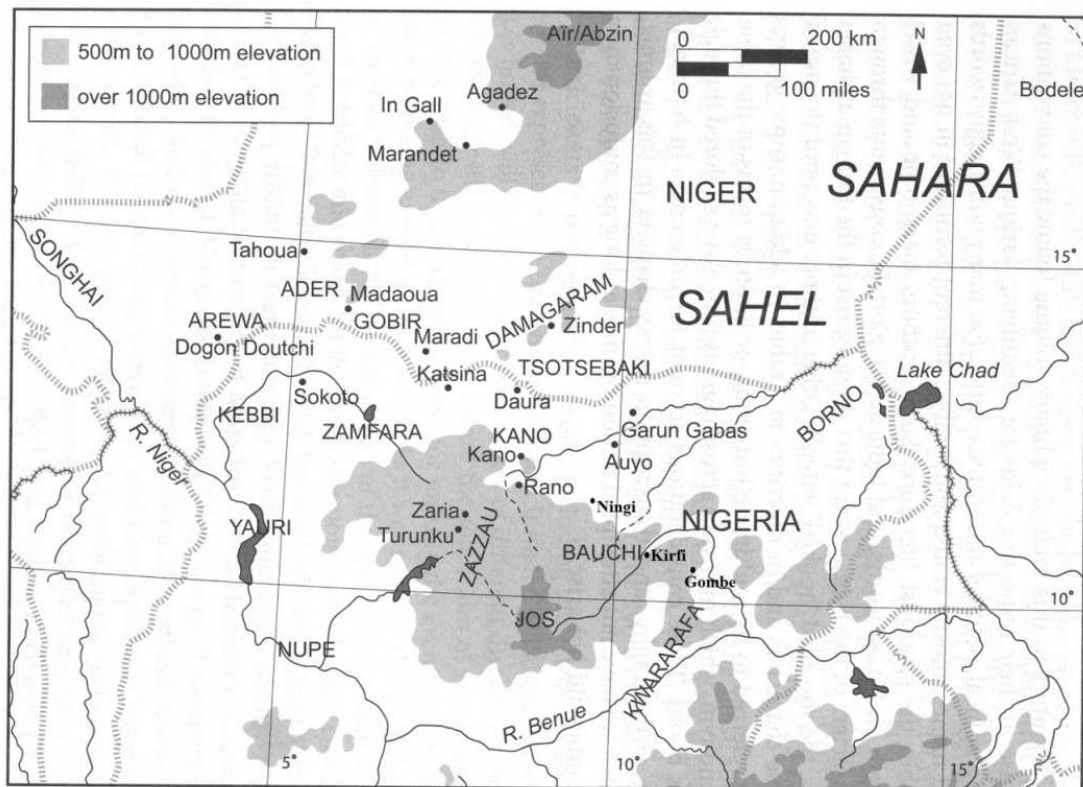 500m to 1000m elevation
over 1000m elevation
Aïr/Abzin
0 200 km
0 100 miles
N
Bodele
In Gall
Agadez
Marandet
NIGER
SAHARA
SONGHAI
Tahoua
15°
ADER
Madaoua
GOBIR
DAMAGARAM
Zinder
SAHEL
AREWA
Dogon Doutchi
Maradi
Katsina
TSOTSEBAKI
Daura
Lake Chad
Sokoto
KEBBI
ZAMFARA
BORNO
R. Niger
KANO
Kano
Garun Gabas
Auyo
Rano
Ningi
YAURI
Zaria
Turunku
ZAZZAU
NIGERIA
BAUCHI
Kirfi
Gombe
10°
JOS
NUPE
KWARARAFA
R. Benue
5°
10°
15°